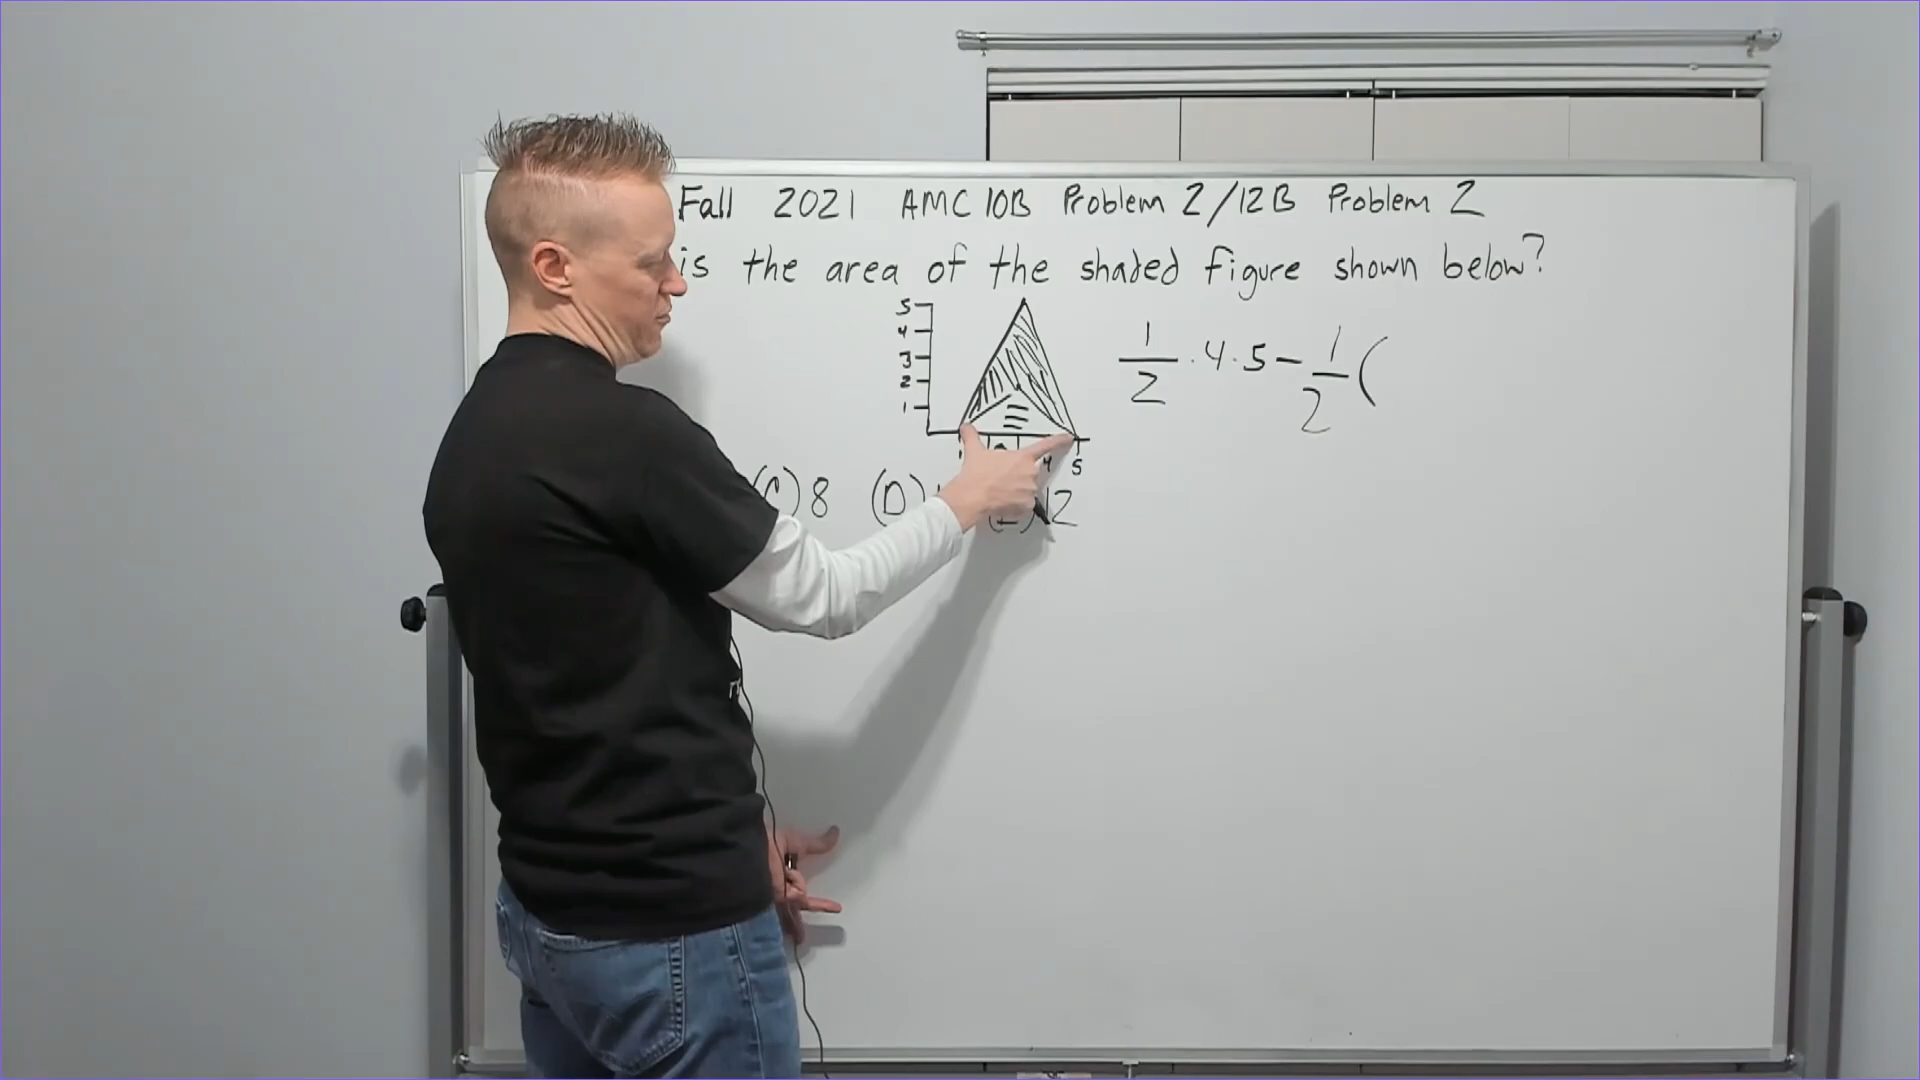 Fall 2021 AMC 10B Problem 2/12B Problem 2
is the area of the shaded figure shown below?
5
4
3
2
1
4 5
1/2 · 4 · 5 - 1/2 (
(C) 8 (D) 12